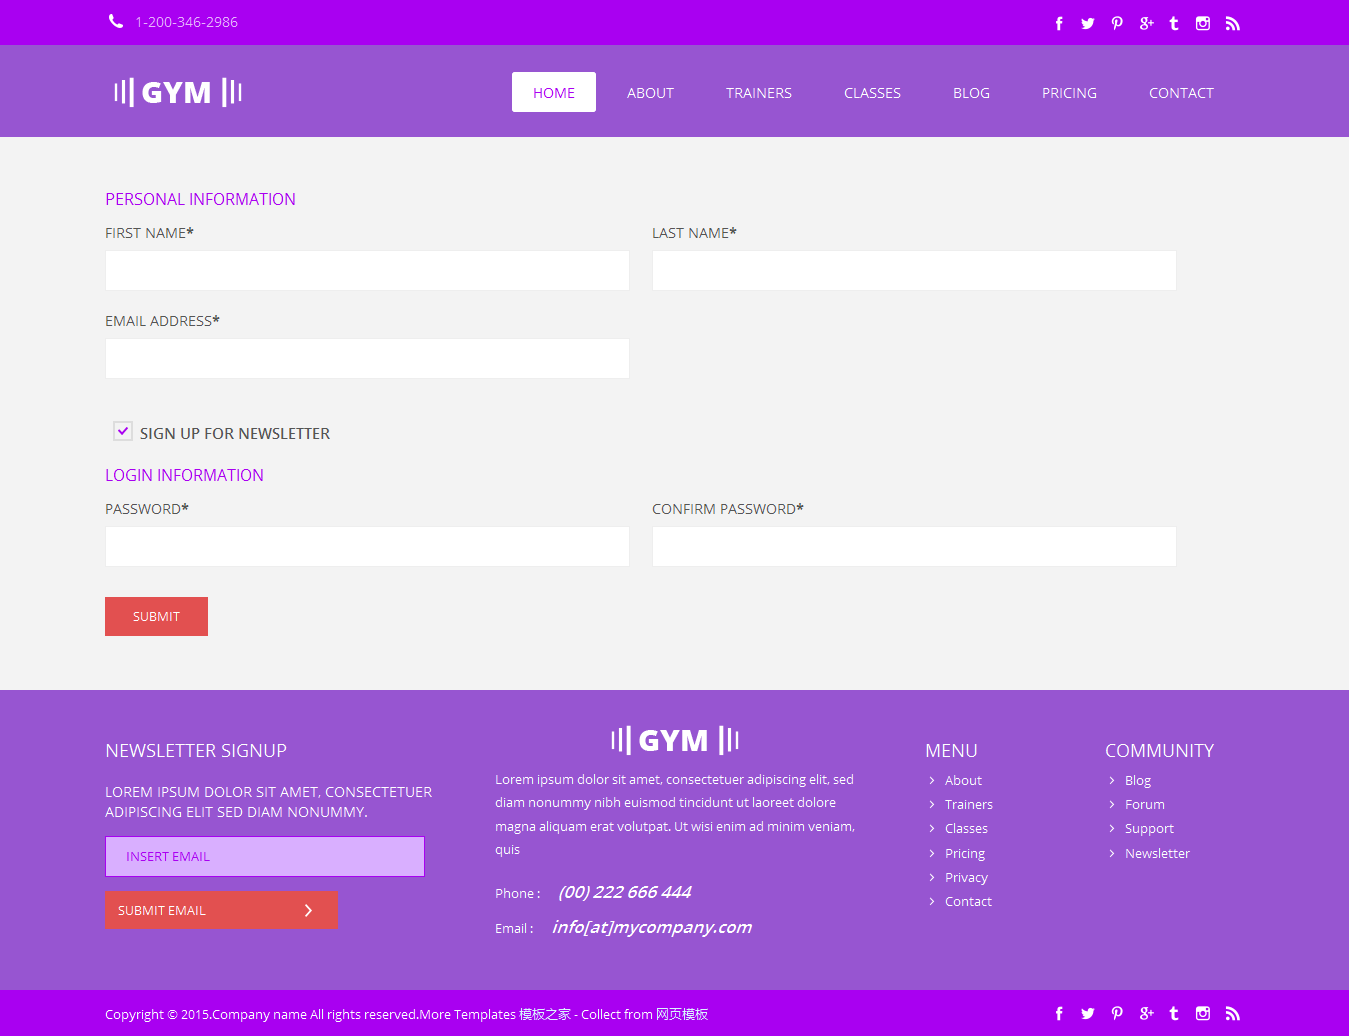 1-200-346-2986
GYM
HOME ABOUT TRAINERS CLASSES BLOG PRICING CONTACT
PERSONAL INFORMATION
FIRST NAME* LAST NAME*
EMAIL ADDRESS*
SIGN UP FOR NEWSLETTER
LOGIN INFORMATION
PASSWORD* CONFIRM PASSWORD*
SUBMIT
NEWSLETTER SIGNUP
LOREM IPSUM DOLOR SIT AMET, CONSECTETUER
ADIPISCING ELIT SED DIAM NONUMMY.
INSERT EMAIL
SUBMIT EMAIL
GYM
Lorem ipsum dolor sit amet, consectetuer adipiscing elit, sed
diam nonummy nibh euismod tincidunt ut laoreet dolore
magna aliquam erat volutpat. Ut wisi enim ad minim veniam,
quis
Phone : (00) 222 666 444
Email : info[at]mycompany.com
MENU
About
Trainers
Classes
Pricing
Privacy
Contact
COMMUNITY
Blog
Forum
Support
Newsletter
Copyright © 2015.Company name All rights reserved.More Templates 模板之家 - Collect from 网页模板